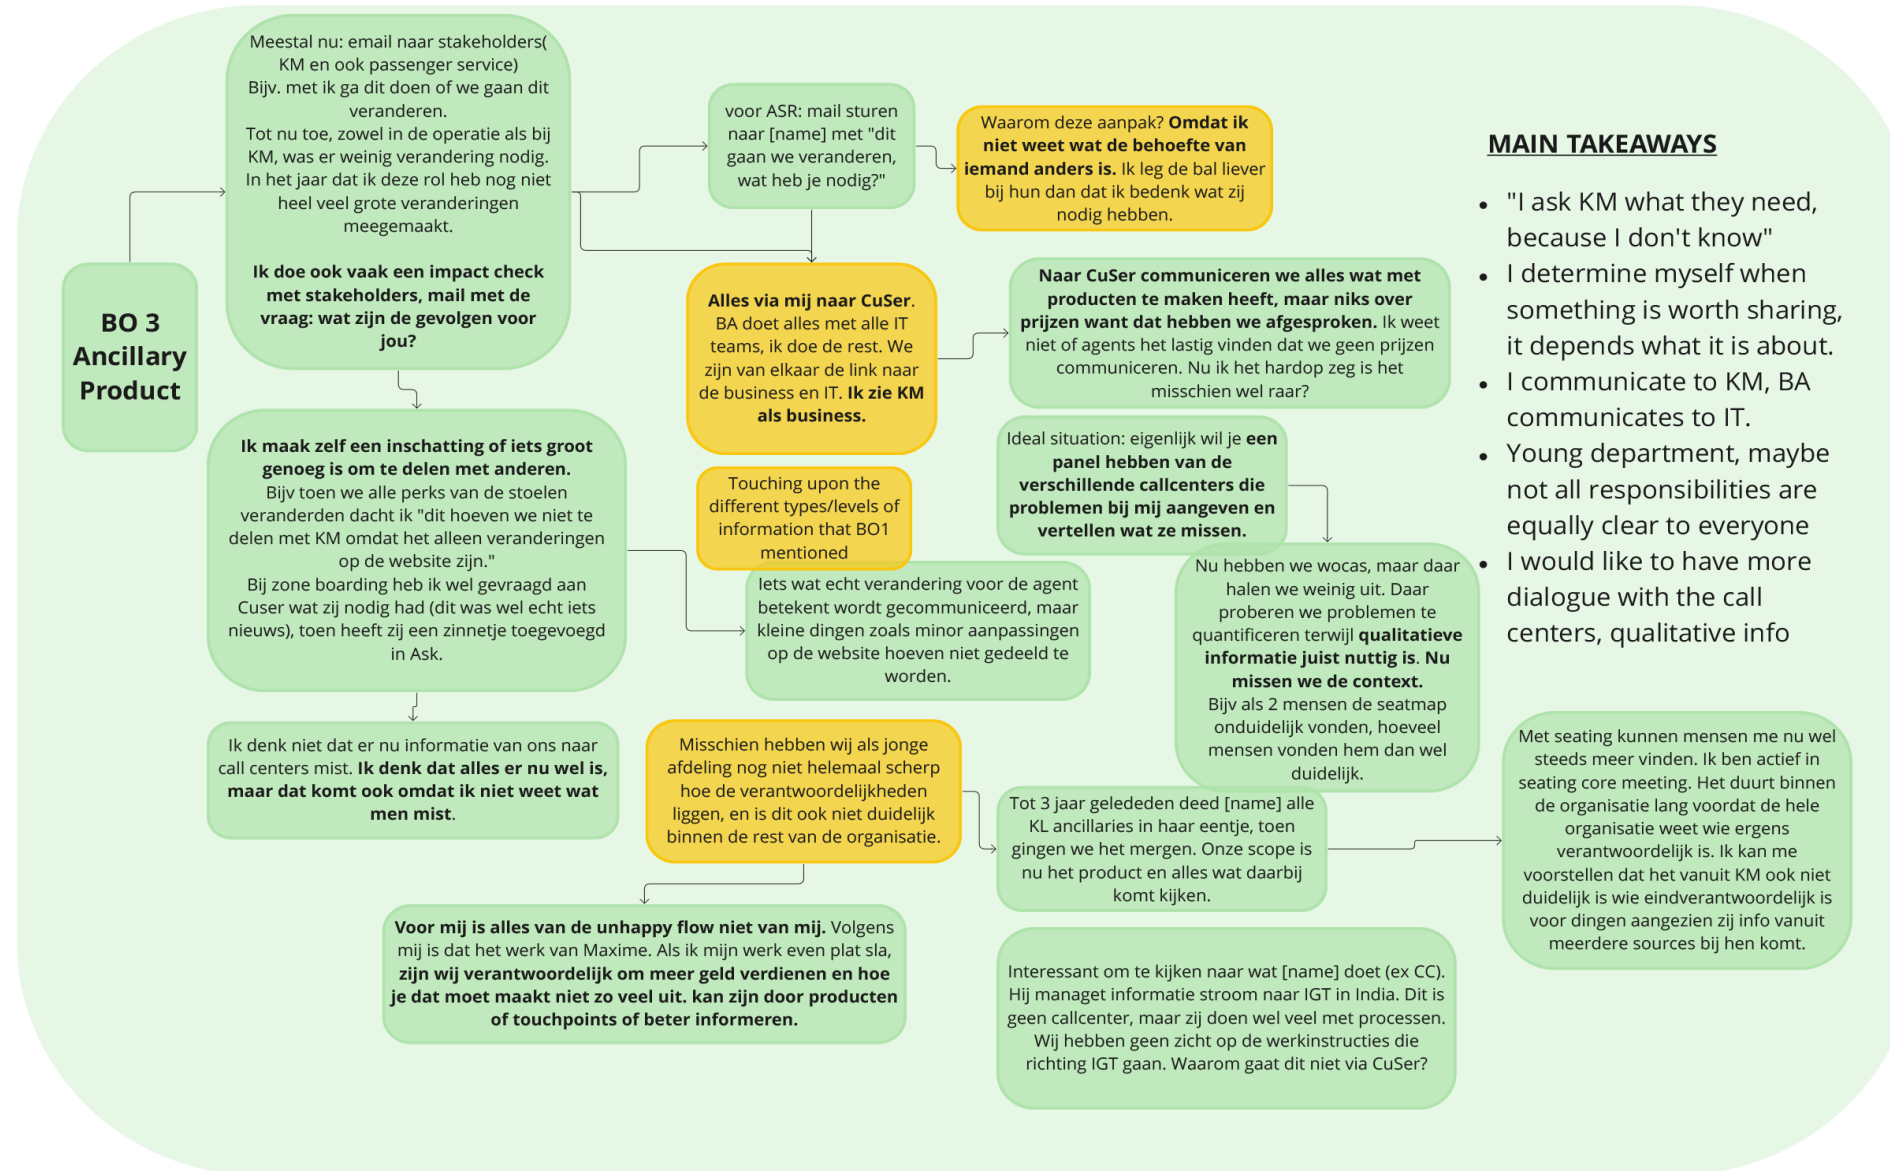 BO 3
Ancillary
Product
Meestal nu: email naar stakeholders(
KM en ook passenger service)
Bijv. met ik ga dit doen of we gaan dit
veranderen.
Tot nu toe, zowel in de operatie als bij
KM, was er weinig verandering nodig.
In het jaar dat ik deze rol heb nog niet
heel veel grote veranderingen
meegemaakt.
Ik doe ook vaak een impact check
met stakeholders, mail met de
vraag: wat zijn de gevolgen voor
jou?
voor ASR: mail sturen
naar [name] met "dit
gaan we veranderen,
wat heb je nodig?"
Waarom deze aanpak? Omdat ik
niet weet wat de behoefte van
iemand anders is. Ik leg de bal liever
bij hun dan dat ik bedenk wat zij
nodig hebben.
Alles via mij naar CuSer.
BA doet alles met alle IT
teams, ik doe de rest. We
zijn van elkaar de link naar
de business en IT. Ik zie KM
als business.
Naar CuSer communiceren we alles wat met
producten te maken heeft, maar niks over
prijzen want dat hebben we afgesproken. Ik weet
niet of agents het lastig vinden dat we geen prijzen
communiceren. Nu ik het hardop zeg is het
misschien wel raar?
Ik maak zelf een inschatting of iets groot
genoeg is om te delen met anderen.
Bijv toen we alle perks van de stoelen
veranderden dacht ik "dit hoeven we niet te
delen met KM omdat het alleen veranderingen
op de website zijn."
Bij zone boarding heb ik wel gevraagd aan
Cuser wat zij nodig had (dit was wel echt iets
nieuws), toen heeft zij een zinnetje toegevoegd
in Ask.
Touching upon the
different types/levels of
information that BO1
mentioned
Iets wat echt verandering voor de agent
betekent wordt gecommuniceerd, maar
kleine dingen zoals minor aanpassingen
op de website hoeven niet gedeeld te
worden.
Ideal situation: eigenlijk wil je een
panel hebben van de
verschillende callcenters die
problemen bij mij aangeven en
vertellen wat ze missen.
Nu hebben we wocas, maar daar
halen we weinig uit. Daar
proberen we problemen te
quantificeren terwijl qualitatieve
informatie juist nuttig is. Nu
missen we de context.
Bijv als 2 mensen de seatmap
onduidelijk vonden, hoeveel
mensen vonden hem dan wel
duidelijk.
Ik denk niet dat er nu informatie van ons naar
call centers mist. Ik denk dat alles er nu wel is,
maar dat komt ook omdat ik niet weet wat
men mist.
Misschien hebben wij als jonge
afdeling nog niet helemaal scherp
hoe de verantwoordelijkheden
liggen, en is dit ook niet duidelijk
binnen de rest van de organisatie.
Tot 3 jaar gelededen deed [name] alle
KL ancillaries in haar eentje, toen
gingen we het mergen. Onze scope is
nu het product en alles wat daarbij
komt kijken.
Met seating kunnen mensen me nu wel
steeds meer vinden. Ik ben actief in
seating core meeting. Het duurt binnen
de organisatie lang voordat de hele
organisatie weet wie ergens
verantwoordelijk is. Ik kan me
voorstellen dat het vanuit KM ook niet
duidelijk is wie eindverantwoordelijk is
voor dingen aangezien zij info vanuit
meerdere sources bij hen komt.
Voor mij is alles van de unhappy flow niet van mij. Volgens
mij is dat het werk van Maxime. Als ik mijn werk even plat sla,
zijn wij verantwoordelijk om meer geld verdienen en hoe
je dat moet maakt niet zo veel uit. kan zijn door producten
of touchpoints of beter informeren.
Interessant om te kijken naar wat [name] doet (ex CC).
Hij managet informatie stroom naar IGT in India. Dit is
geen callcenter, maar zij doen wel veel met processen.
Wij hebben geen zicht op de werkinstructies die
richting IGT gaan. Waarom gaat dit niet via CuSer?
MAIN TAKEAWAYS
• "I ask KM what they need,
because I don't know"
• I determine myself when
something is worth sharing,
it depends what it is about.
• I communicate to KM, BA
communicates to IT.
• Young department, maybe
not all responsibilities are
equally clear to everyone
• I would like to have more
dialogue with the call
centers, qualitative info